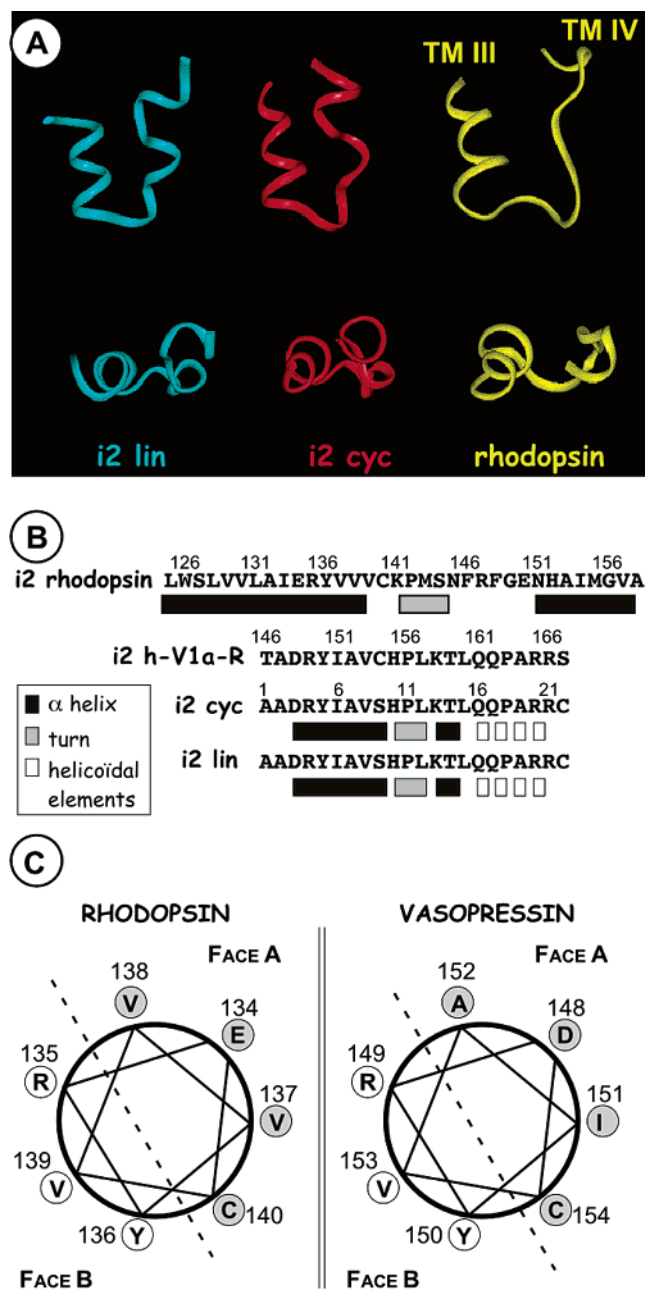 A
TM III
TM IV
i2 lin
i2 cyc
rhodopsin
B
126 131 136 141 146 151 156
i2 rhodopsin LWSLVVLAIERYVVVCKPMSNFRFGENHAIMGVA
146 151 156 161 166
i2 h-V1a-R TADRYIAVCHPLKTLQQPARRS
1 6 11 16 21
i2 cyc AADRYIAVSHPLKTLQQPARRC
i2 lin AADRYIAVSHPLKTLQQPARRC
α helix
turn
helicoïdal
elements
C
RHODOPSIN
FACE A
138
V
134
E
135
R
137
V
139
V
136
Y
C
140
FACE B
VASOPRESSIN
FACE A
152
A
148
D
149
R
151
I
153
V
150
Y
C
154
FACE B